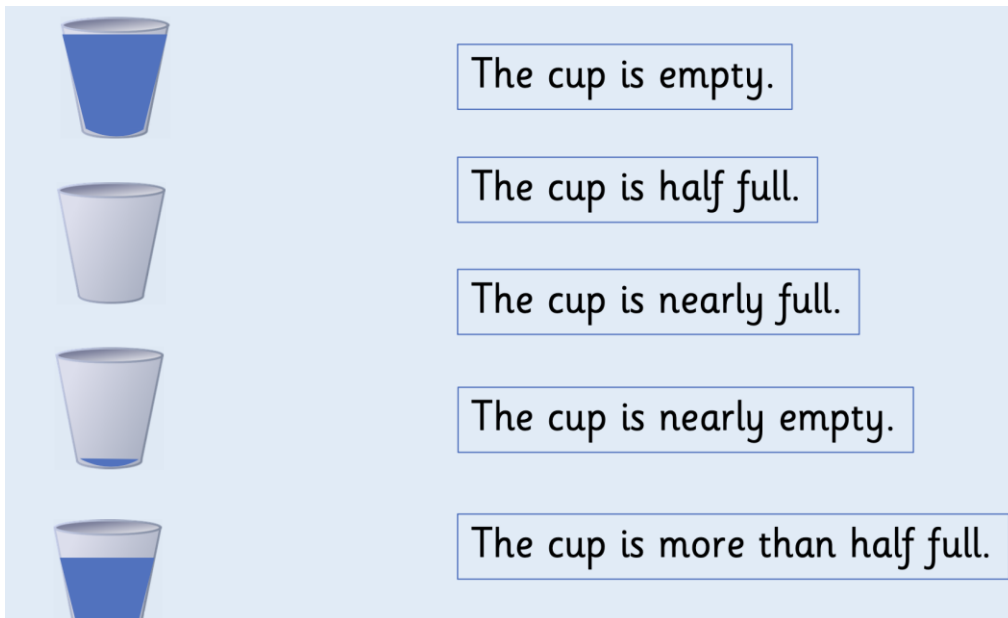 The cup is empty.
The cup is half full.
The cup is nearly full.
The cup is nearly empty.
The cup is more than half full.